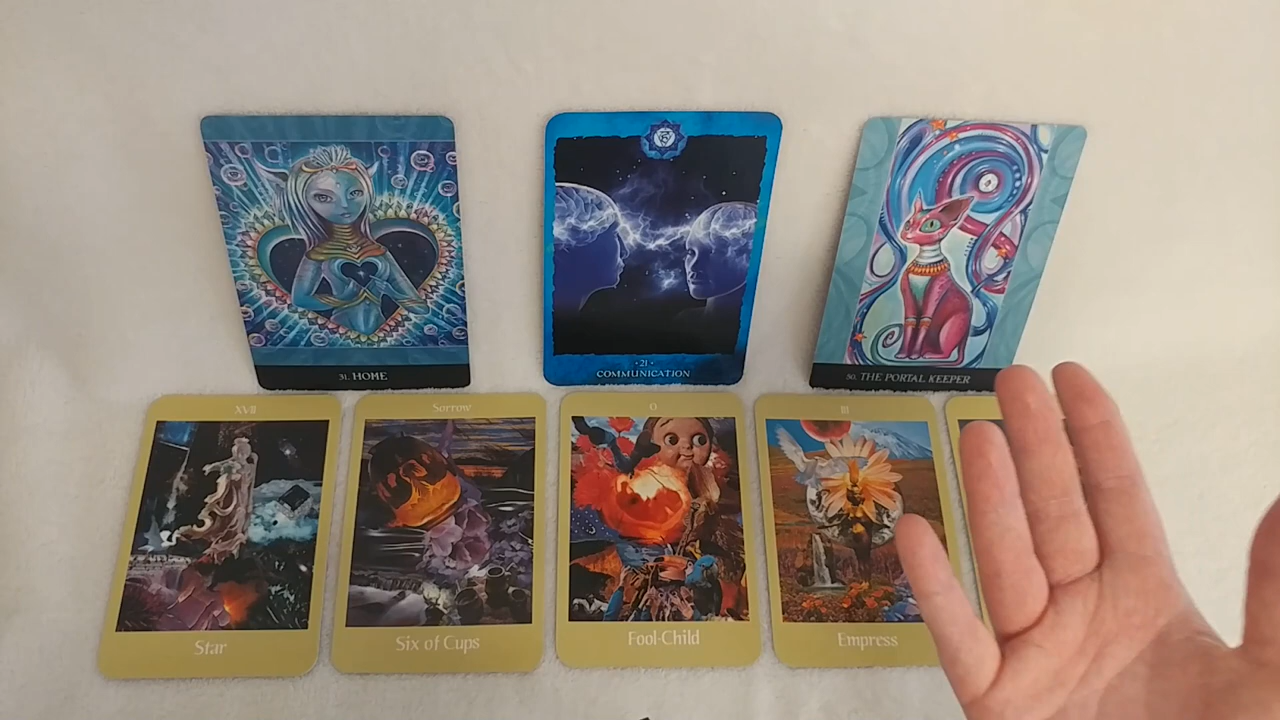 31. HOME
· 21 ·
COMMUNICATION
50. THE PORTAL KEEPER
XVII
Star
Sorrow
Six of Cups
0
Fool-Child
III
Empress